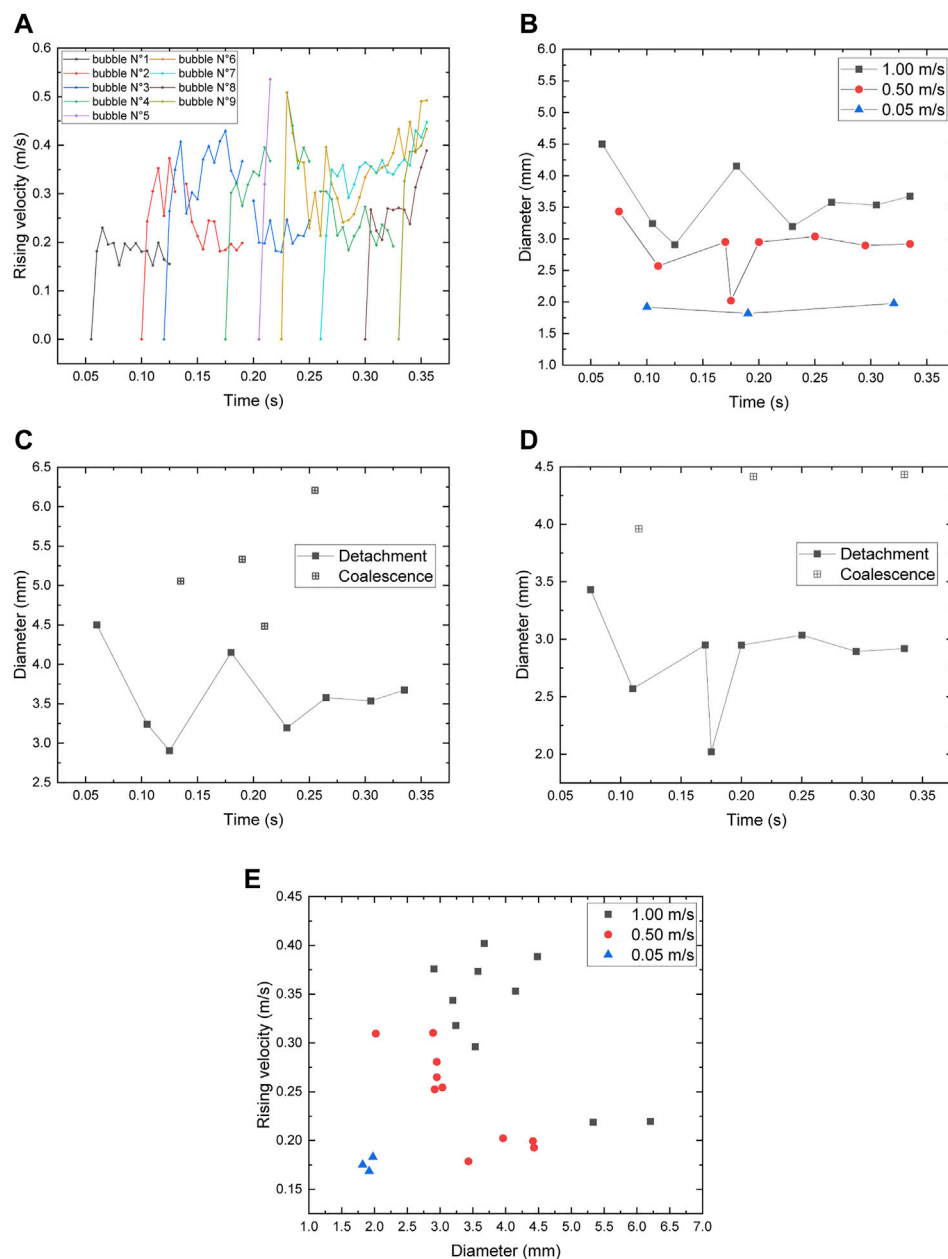 A
bubble N°1 bubble N°6
bubble N°2 bubble N°7
bubble N°3 bubble N°8
bubble N°4 bubble N°9
bubble N°5
0.6
0.5
0.4
0.3
0.2
0.1
0.0
Rising velocity (m/s)
0.05 0.10 0.15 0.20 0.25 0.30 0.35
Time (s)
B
1.00 m/s
0.50 m/s
0.05 m/s
6.0
5.5
5.0
4.5
4.0
3.5
3.0
2.5
2.0
1.5
1.0
Diameter (mm)
0.05 0.10 0.15 0.20 0.25 0.30 0.35
Time (s)
C
Detachment
Coalescence
6.5
6.0
5.5
5.0
4.5
4.0
3.5
3.0
2.5
Diameter (mm)
0.05 0.10 0.15 0.20 0.25 0.30 0.35
Time (s)
D
Detachment
Coalescence
4.5
4.0
3.5
3.0
2.5
2.0
Diameter (mm)
0.05 0.10 0.15 0.20 0.25 0.30 0.35
Time (s)
E
1.00 m/s
0.50 m/s
0.05 m/s
0.45
0.40
0.35
0.30
0.25
0.20
0.15
Rising velocity (m/s)
1.0 1.5 2.0 2.5 3.0 3.5 4.0 4.5 5.0 5.5 6.0 6.5 7.0
Diameter (mm)